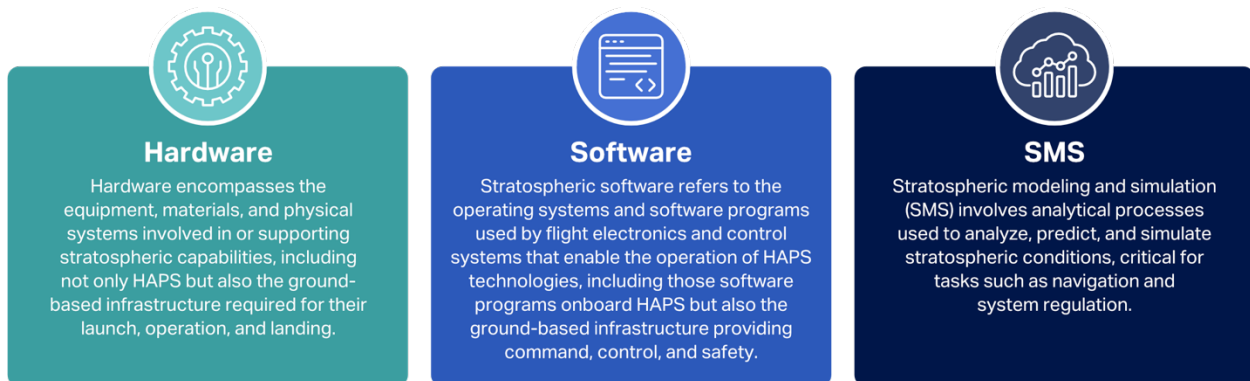 Hardware
Hardware encompasses the
equipment, materials, and physical
systems involved in or supporting
stratospheric capabilities, including
not only HAPS but also the ground-
based infrastructure required for their
launch, operation, and landing.
Software
Stratospheric software refers to the
operating systems and software programs
used by flight electronics and control
systems that enable the operation of HAPS
technologies, including those software
programs onboard HAPS but also the
ground-based infrastructure providing
command, control, and safety.
SMS
Stratospheric modeling and simulation
(SMS) involves analytical processes
used to analyze, predict, and simulate
stratospheric conditions, critical for
tasks such as navigation and
system regulation.